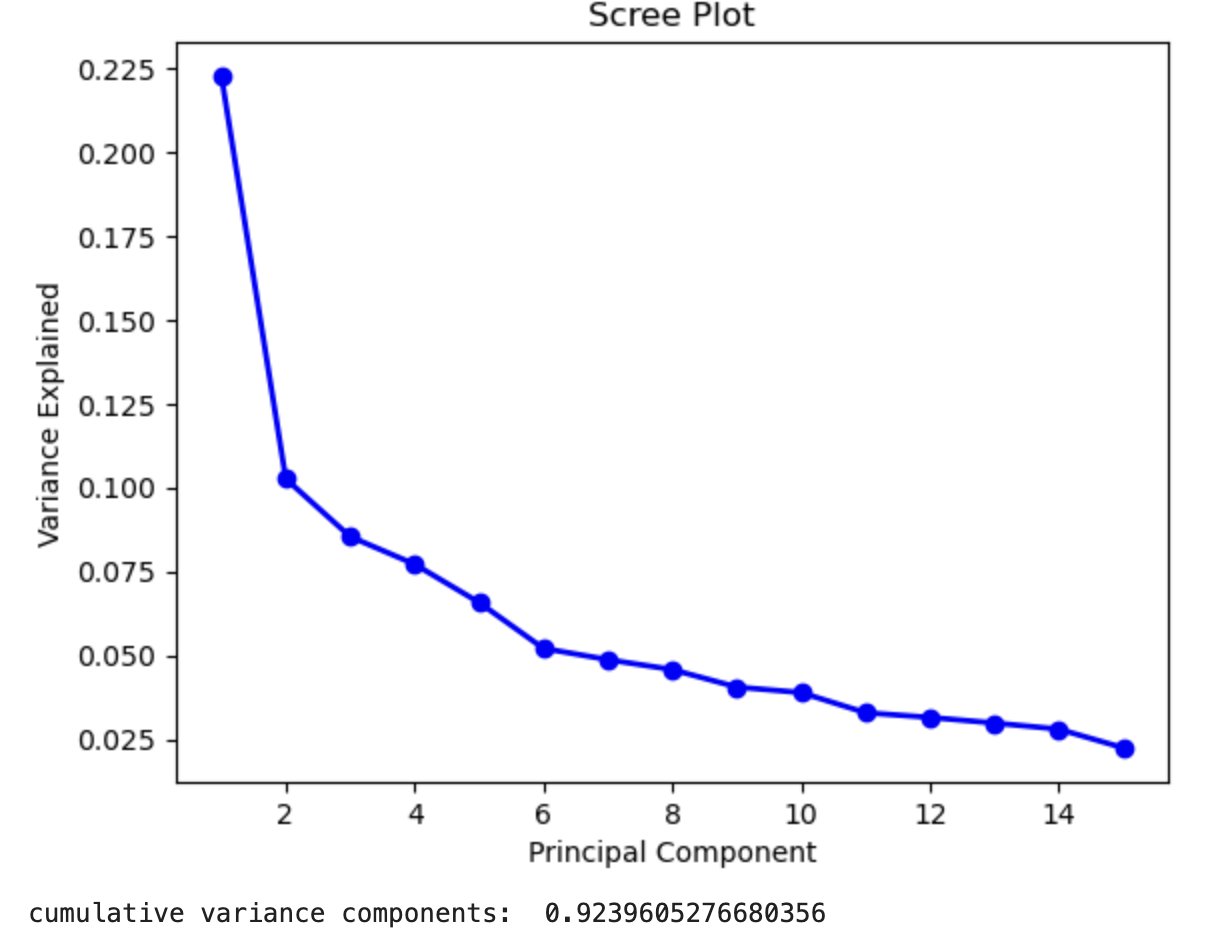 Scree Plot
0.225
0.200
0.175
0.150
0.125
0.100
0.075
0.050
0.025
Variance Explained
2 4 6 8 10 12 14
Principal Component
cumulative variance components: 0.9239605276680356